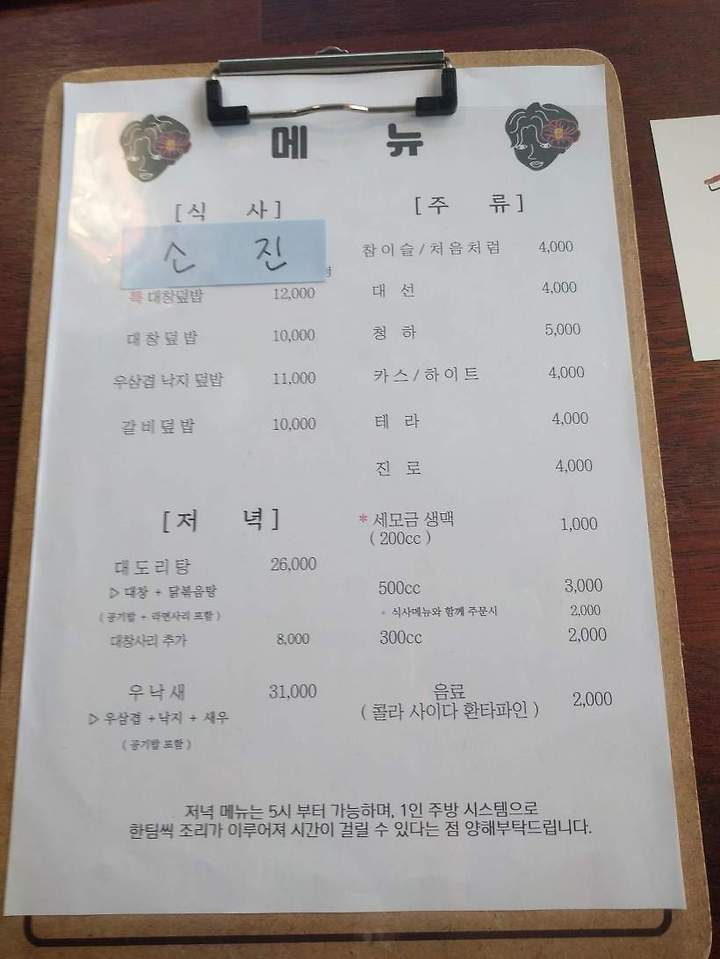 메 뉴
[식 사]
소 진
특 대창덮밥 12,000
대창덮밥 10,000
우삼겹 낙지 덮밥 11,000
갈비덮밥 10,000
[저 녁]
대도리탕 26,000
▷ 대창 + 닭볶음탕
( 공기밥 + 라면사리 포함 )
대창사리 추가 8,000
우낙새 31,000
▷ 우삼겹 + 낙지 + 새우
( 공기밥 포함 )
[주 류]
참이슬/처음처럼 4,000
대 선 4,000
청 하 5,000
카스/하이트 4,000
테 라 4,000
진 로 4,000
* 세모금 생맥 1,000
( 200cc )
500cc 3,000
* 식사메뉴와 함께 주문시 2,000
300cc 2,000
음료
( 콜라 사이다 환타파인 ) 2,000
저녁 메뉴는 5시 부터 가능하며, 1인 주방 시스템으로
한팀씩 조리가 이루어져 시간이 걸릴 수 있다는 점 양해부탁드립니다.